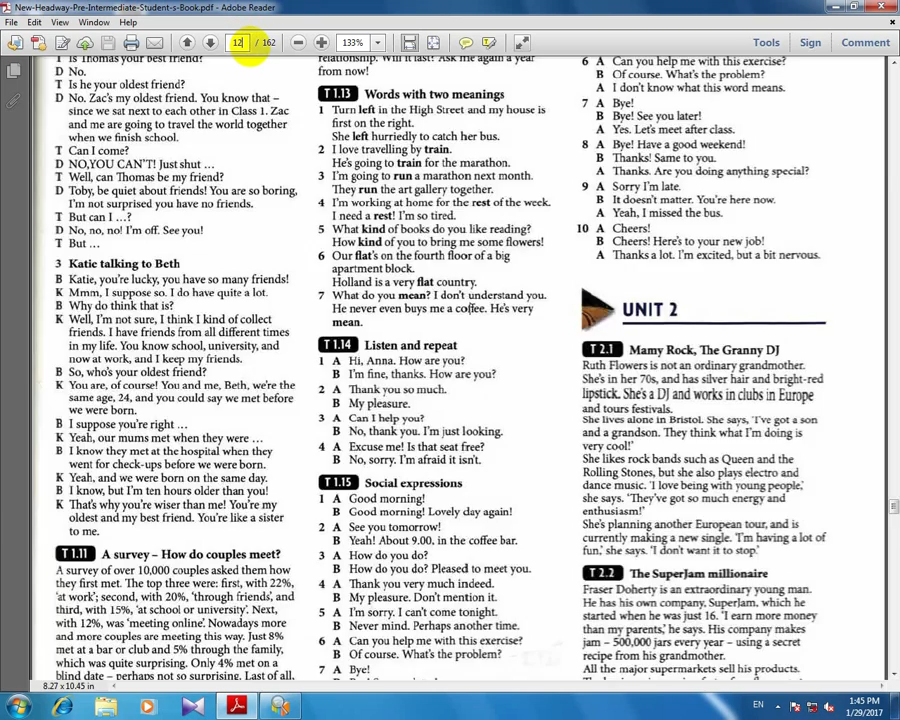 New-Headway-Pre-Intermediate-Student-s-Book.pdf - Adobe Reader
File Edit View Window Help
12 / 162 133% Tools Sign Comment
T Is Thomas your best friend?
D No.
T Is he your oldest friend?
D No. Zac's my oldest friend. You know that –
since we sat next to each other in Class 1. Zac
and me are going to travel the world together
when we finish school.
T Can I come?
D NO,YOU CAN'T! Just shut …
T Well, can Thomas be my friend?
D Toby, be quiet about friends! You are so boring,
I'm not surprised you have no friends.
T But can I …?
D No, no, no! I'm off. See you!
T But …
3 Katie talking to Beth
B Katie, you're lucky, you have so many friends!
K Mmm, I suppose so. I do have quite a lot.
B Why do think that is?
K Well, I'm not sure, I think I kind of collect
friends. I have friends from all different times
in my life. You know school, university, and
now at work, and I keep my friends.
B So, who's your oldest friend?
K You are, of course! You and me, Beth, we're the
same age, 24, and you could say we met before
we were born.
B I suppose you're right …
K Yeah, our mums met when they were …
B I know they met at the hospital when they
went for check-ups before we were born.
K Yeah, and we were born on the same day.
B I know, but I'm ten hours older than you!
K That's why you're wiser than me! You're my
oldest and my best friend. You're like a sister
to me.
T 1.11 A survey – How do couples meet?
A survey of over 10,000 couples asked them how
they first met. The top three were: first, with 22%,
'at work'; second, with 20%, 'through friends', and
third, with 15%, 'at school or university'. Next,
with 12%, was 'meeting online'. Nowadays more
and more couples are meeting this way. Just 8%
met at a bar or club and 5% through the family,
which was quite surprising. Only 4% met on a
blind date – perhaps not so surprising. Last of all,
relationship. Will it last? Ask me again a year
from now!
T 1.13 Words with two meanings
1 Turn left in the High Street and my house is
first on the right.
She left hurriedly to catch her bus.
2 I love travelling by train.
He's going to train for the marathon.
3 I'm going to run a marathon next month.
They run the art gallery together.
4 I'm working at home for the rest of the week.
I need a rest! I'm so tired.
5 What kind of books do you like reading?
How kind of you to bring me some flowers!
6 Our flat's on the fourth floor of a big
apartment block.
Holland is a very flat country.
7 What do you mean? I don't understand you.
He never even buys me a coffee. He's very
mean.
T 1.14 Listen and repeat
1 A Hi, Anna. How are you?
B I'm fine, thanks. How are you?
2 A Thank you so much.
B My pleasure.
3 A Can I help you?
B No, thank you. I'm just looking.
4 A Excuse me! Is that seat free?
B No, sorry. I'm afraid it isn't.
T 1.15 Social expressions
1 A Good morning!
B Good morning! Lovely day again!
2 A See you tomorrow!
B Yeah! About 9.00, in the coffee bar.
3 A How do you do?
B How do you do? Pleased to meet you.
4 A Thank you very much indeed.
B My pleasure. Don't mention it.
5 A I'm sorry. I can't come tonight.
B Never mind. Perhaps another time.
6 A Can you help me with this exercise?
B Of course. What's the problem?
7 A Bye!
6 A Can you help me with this exercise?
B Of course. What's the problem?
A I don't know what this word means.
7 A Bye!
B Bye! See you later!
A Yes. Let's meet after class.
8 A Bye! Have a good weekend!
B Thanks! Same to you.
A Thanks. Are you doing anything special?
9 A Sorry I'm late.
B It doesn't matter. You're here now.
A Yeah, I missed the bus.
10 A Cheers!
B Cheers! Here's to your new job!
A Thanks a lot. I'm excited, but a bit nervous.
UNIT 2
T 2.1 Mamy Rock, The Granny DJ
Ruth Flowers is not an ordinary grandmother.
She's in her 70s, and has silver hair and bright-red
lipstick. She's a DJ and works in clubs in Europe
and tours festivals.
She lives alone in Bristol. She says, 'I've got a son
and a grandson. They think what I'm doing is
very cool!'
She likes rock bands such as Queen and the
Rolling Stones, but she also plays electro and
dance music. 'I love being with young people,'
she says. 'They've got so much energy and
enthusiasm!'
She's planning another European tour, and is
currently making a new single. 'I'm having a lot of
fun,' she says. 'I don't want it to stop.'
T 2.2 The SuperJam millionaire
Fraser Doherty is an extraordinary young man.
He has his own company, SuperJam, which he
started when he was just 16. 'I earn more money
than my parents,' he says. His company makes
jam – 500,000 jars every year – using a secret
recipe from his grandmother.
All the major supermarkets sell his products.
8.27 x 10.45 in
EN 1:45 PM
1/29/2017